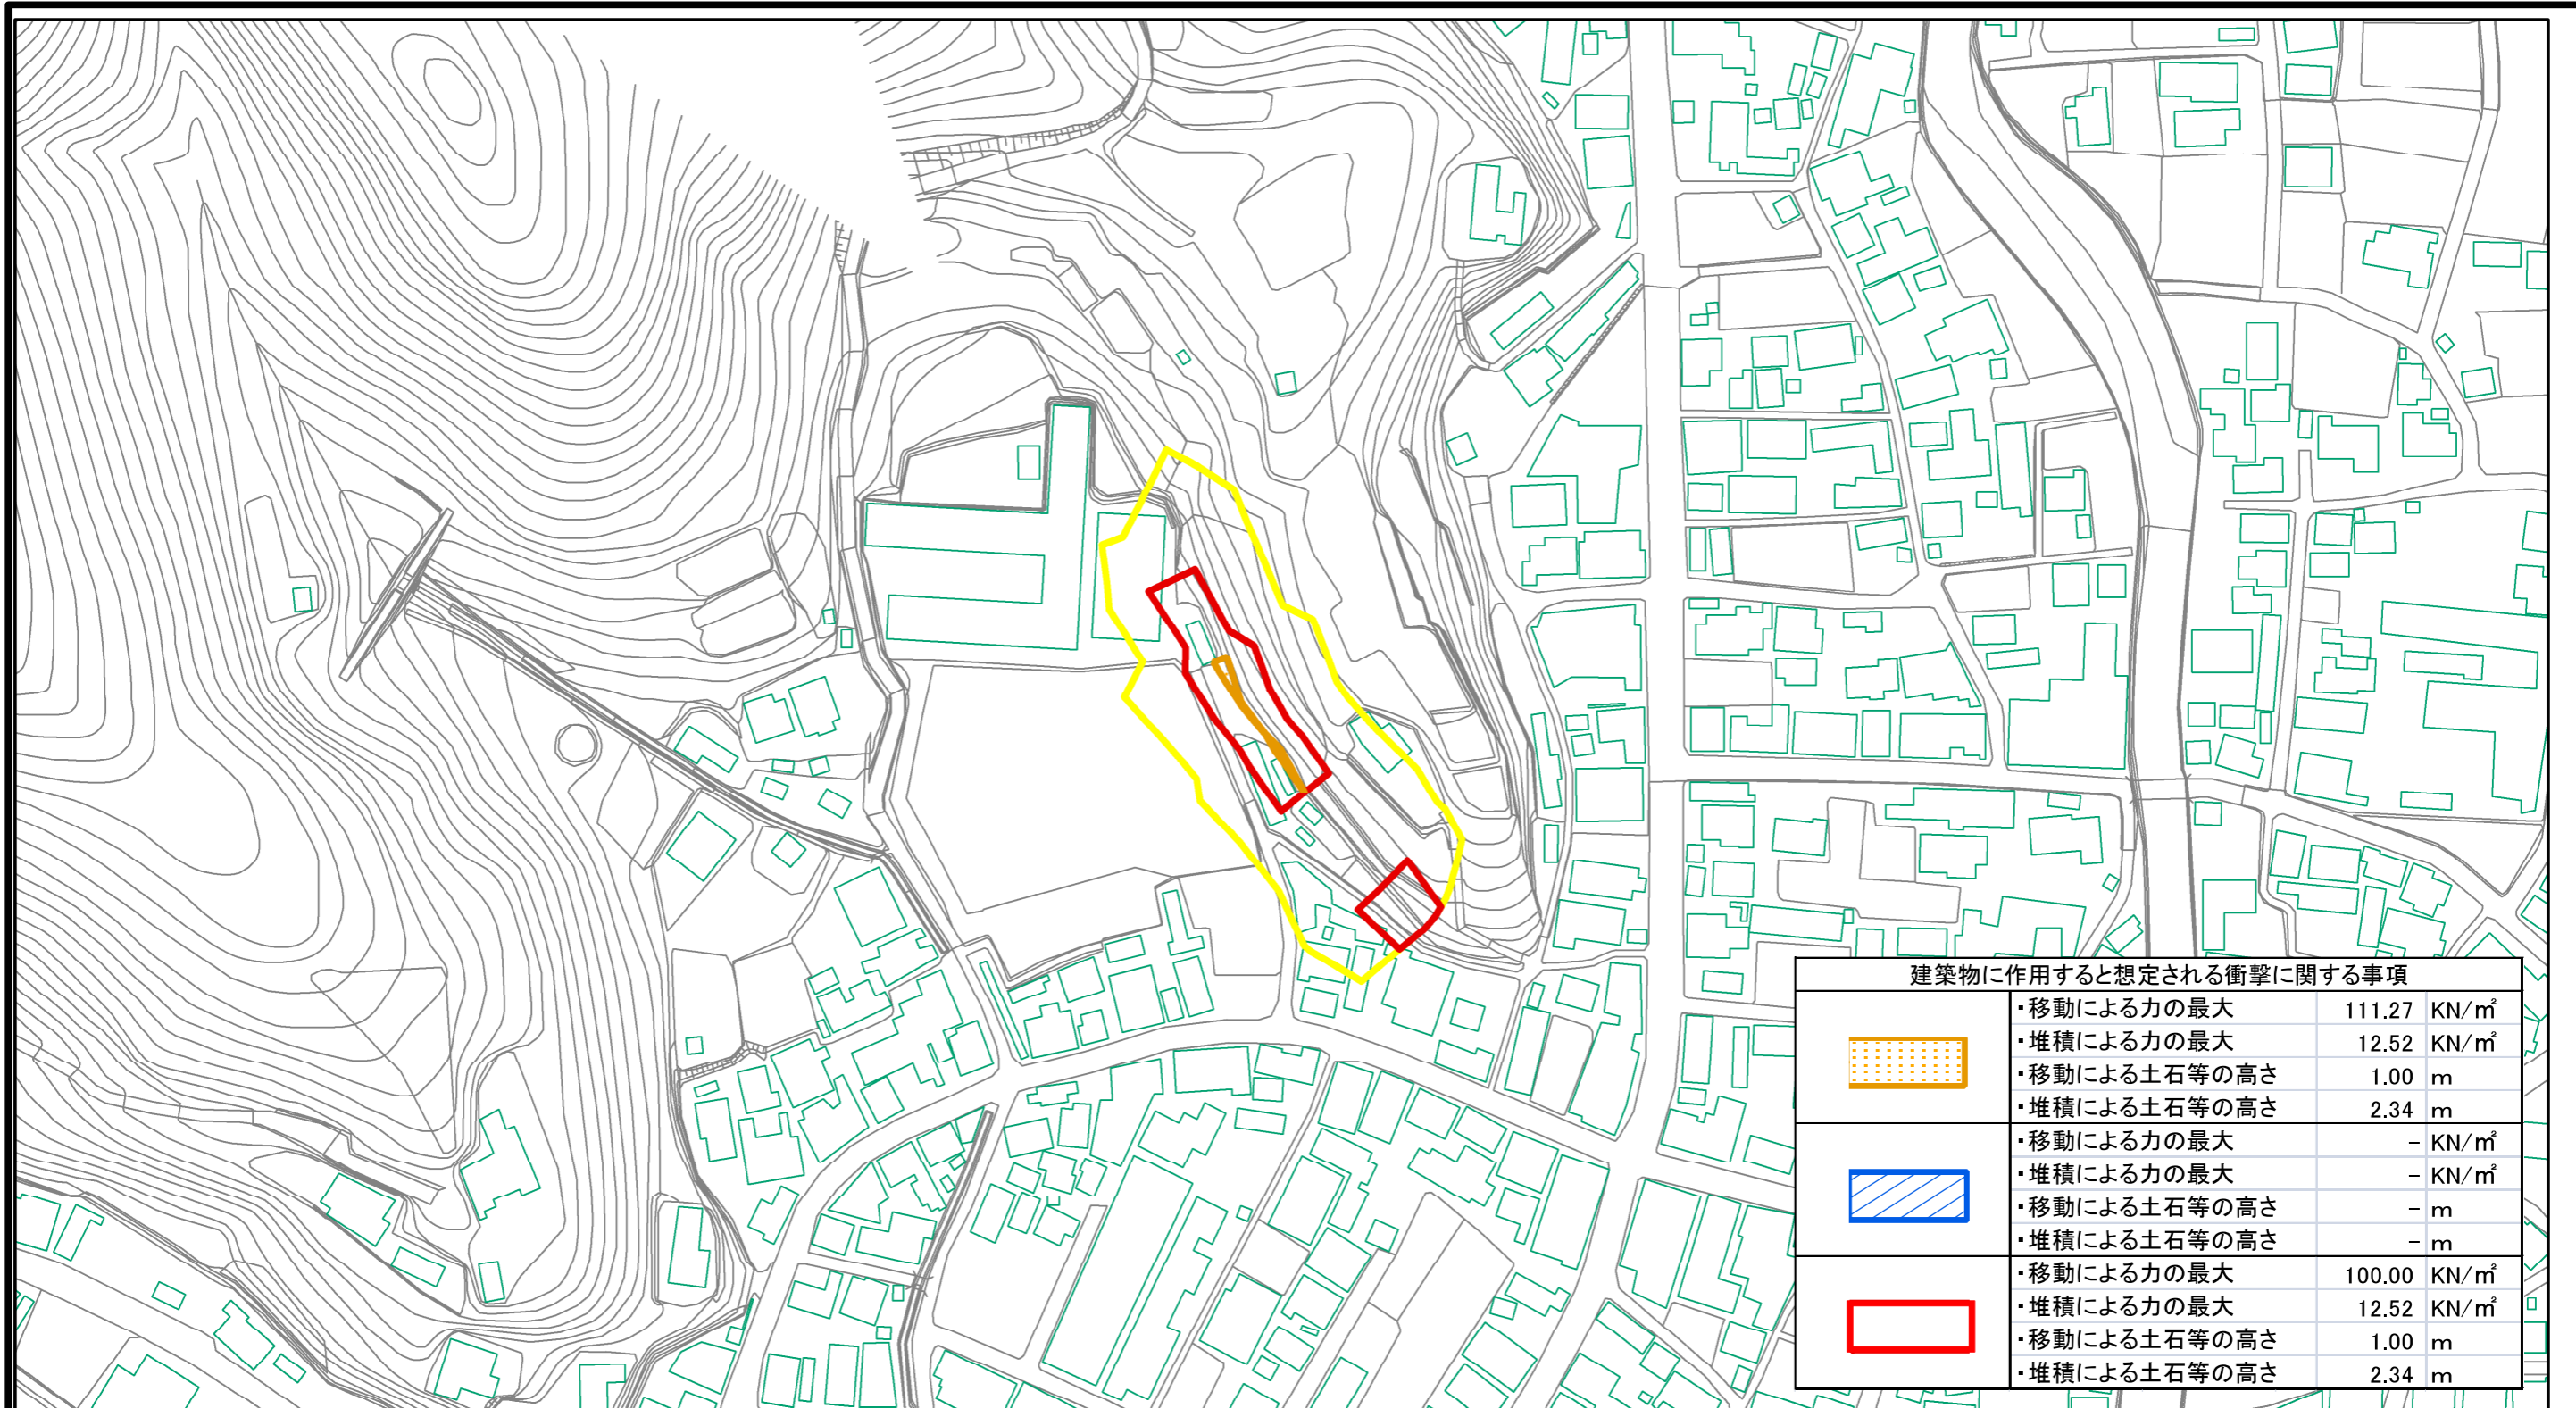 建築物に作用すると想定される衝撃に関する事項
・移動による力の最大 111.27 KN/㎡
・堆積による力の最大 12.52 KN/㎡
・移動による土石等の高さ 1.00 m
・堆積による土石等の高さ 2.34 m
・移動による力の最大 - KN/㎡
・堆積による力の最大 - KN/㎡
・移動による土石等の高さ - m
・堆積による土石等の高さ - m
・移動による力の最大 100.00 KN/㎡
・堆積による力の最大 12.52 KN/㎡
・移動による土石等の高さ 1.00 m
・堆積による土石等の高さ 2.34 m